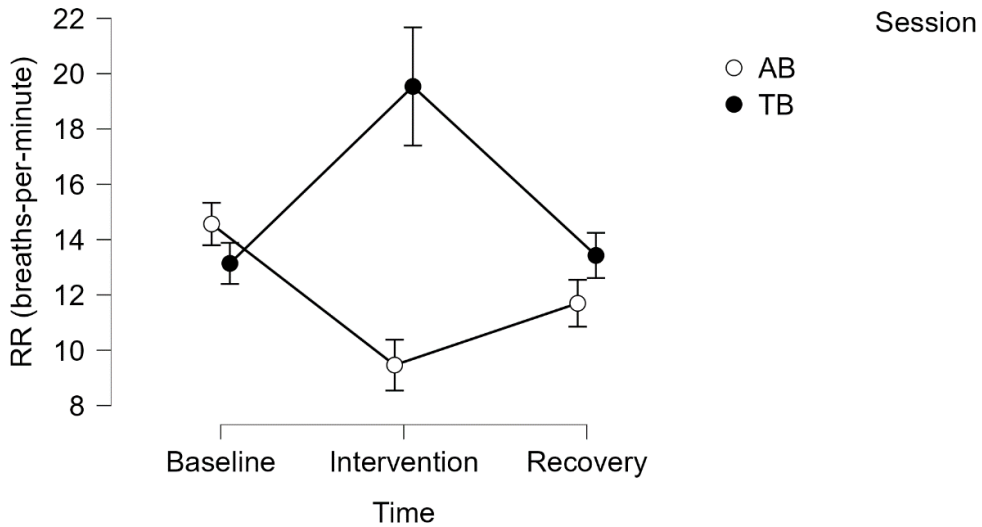 Session
AB
TB
RR (breaths-per-minute)
22
20
18
16
14
12
10
8
Baseline Intervention Recovery
Time